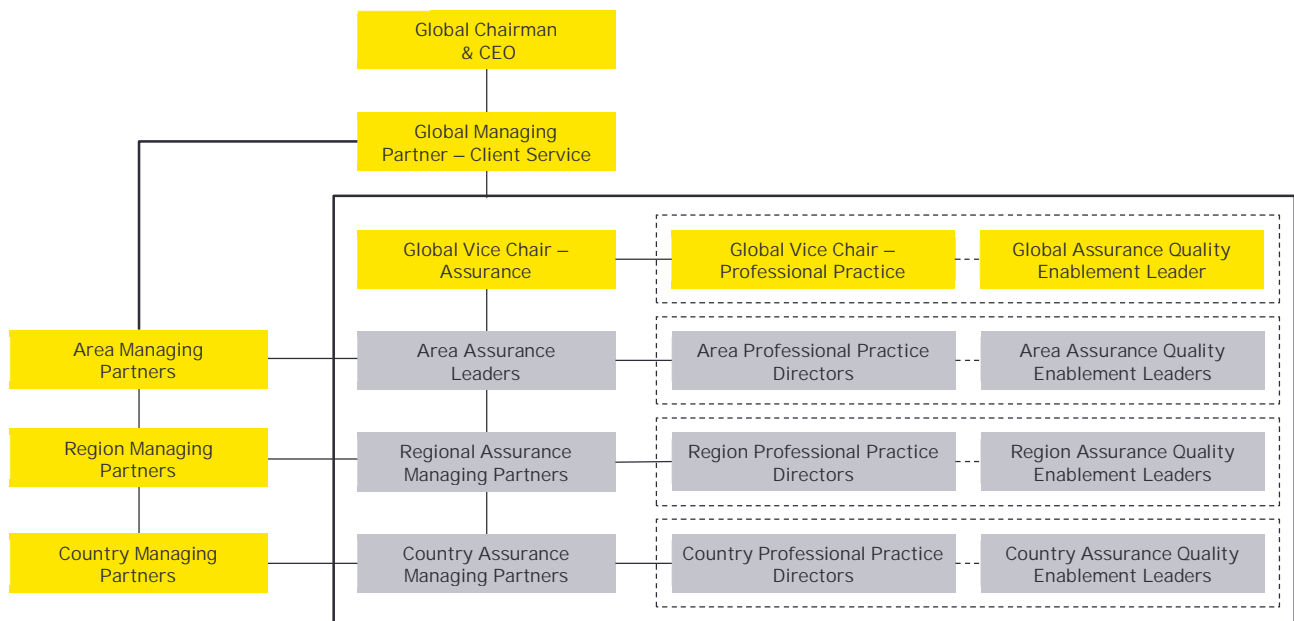 Global Chairman
& CEO
Global Managing
Partner – Client Service
Global Vice Chair –
Assurance
Global Vice Chair –
Professional Practice
Global Assurance Quality
Enablement Leader
Area Managing
Partners
Area Assurance
Leaders
Area Professional Practice
Directors
Area Assurance Quality
Enablement Leaders
Region Managing
Partners
Regional Assurance
Managing Partners
Region Professional Practice
Directors
Region Assurance Quality
Enablement Leaders
Country Managing
Partners
Country Assurance
Managing Partners
Country Professional Practice
Directors
Country Assurance Quality
Enablement Leaders